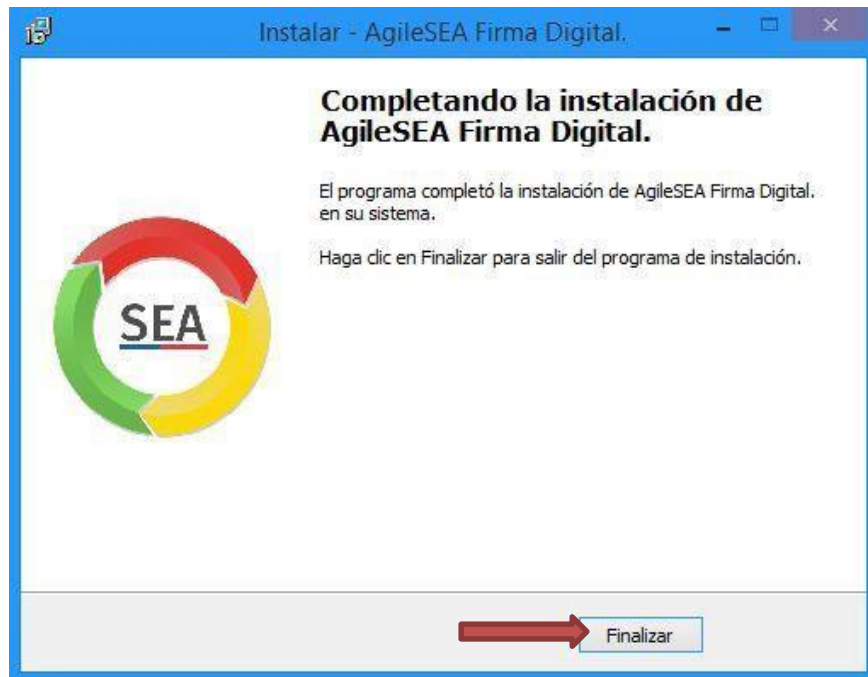 Instalar - AgileSEA Firma Digital.
Completando la instalación de
AgileSEA Firma Digital.
El programa completó la instalación de AgileSEA Firma Digital.
en su sistema.
Haga clic en Finalizar para salir del programa de instalación.
SEA
Finalizar